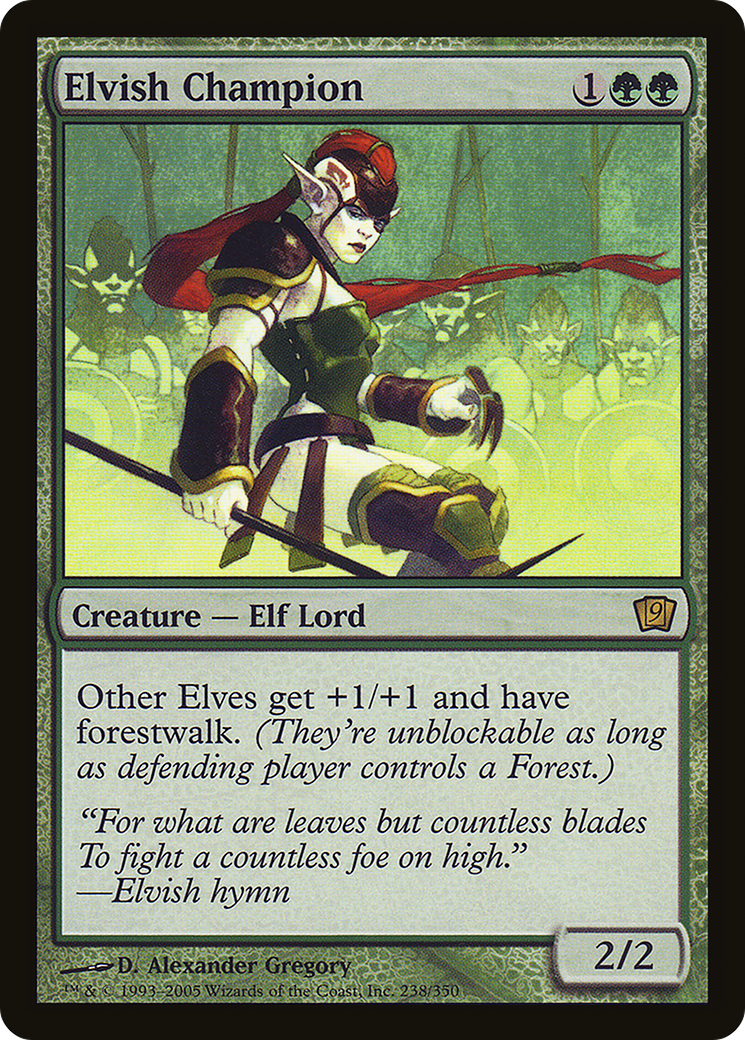 Elvish Champion 1
Creature — Elf Lord 9
Other Elves get +1/+1 and have
forestwalk. (They're unblockable as long
as defending player controls a Forest.)
“For what are leaves but countless blades
To fight a countless foe on high.”
—Elvish hymn
2/2
D. Alexander Gregory
™ & © 1993–2005 Wizards of the Coast, Inc. 238/350